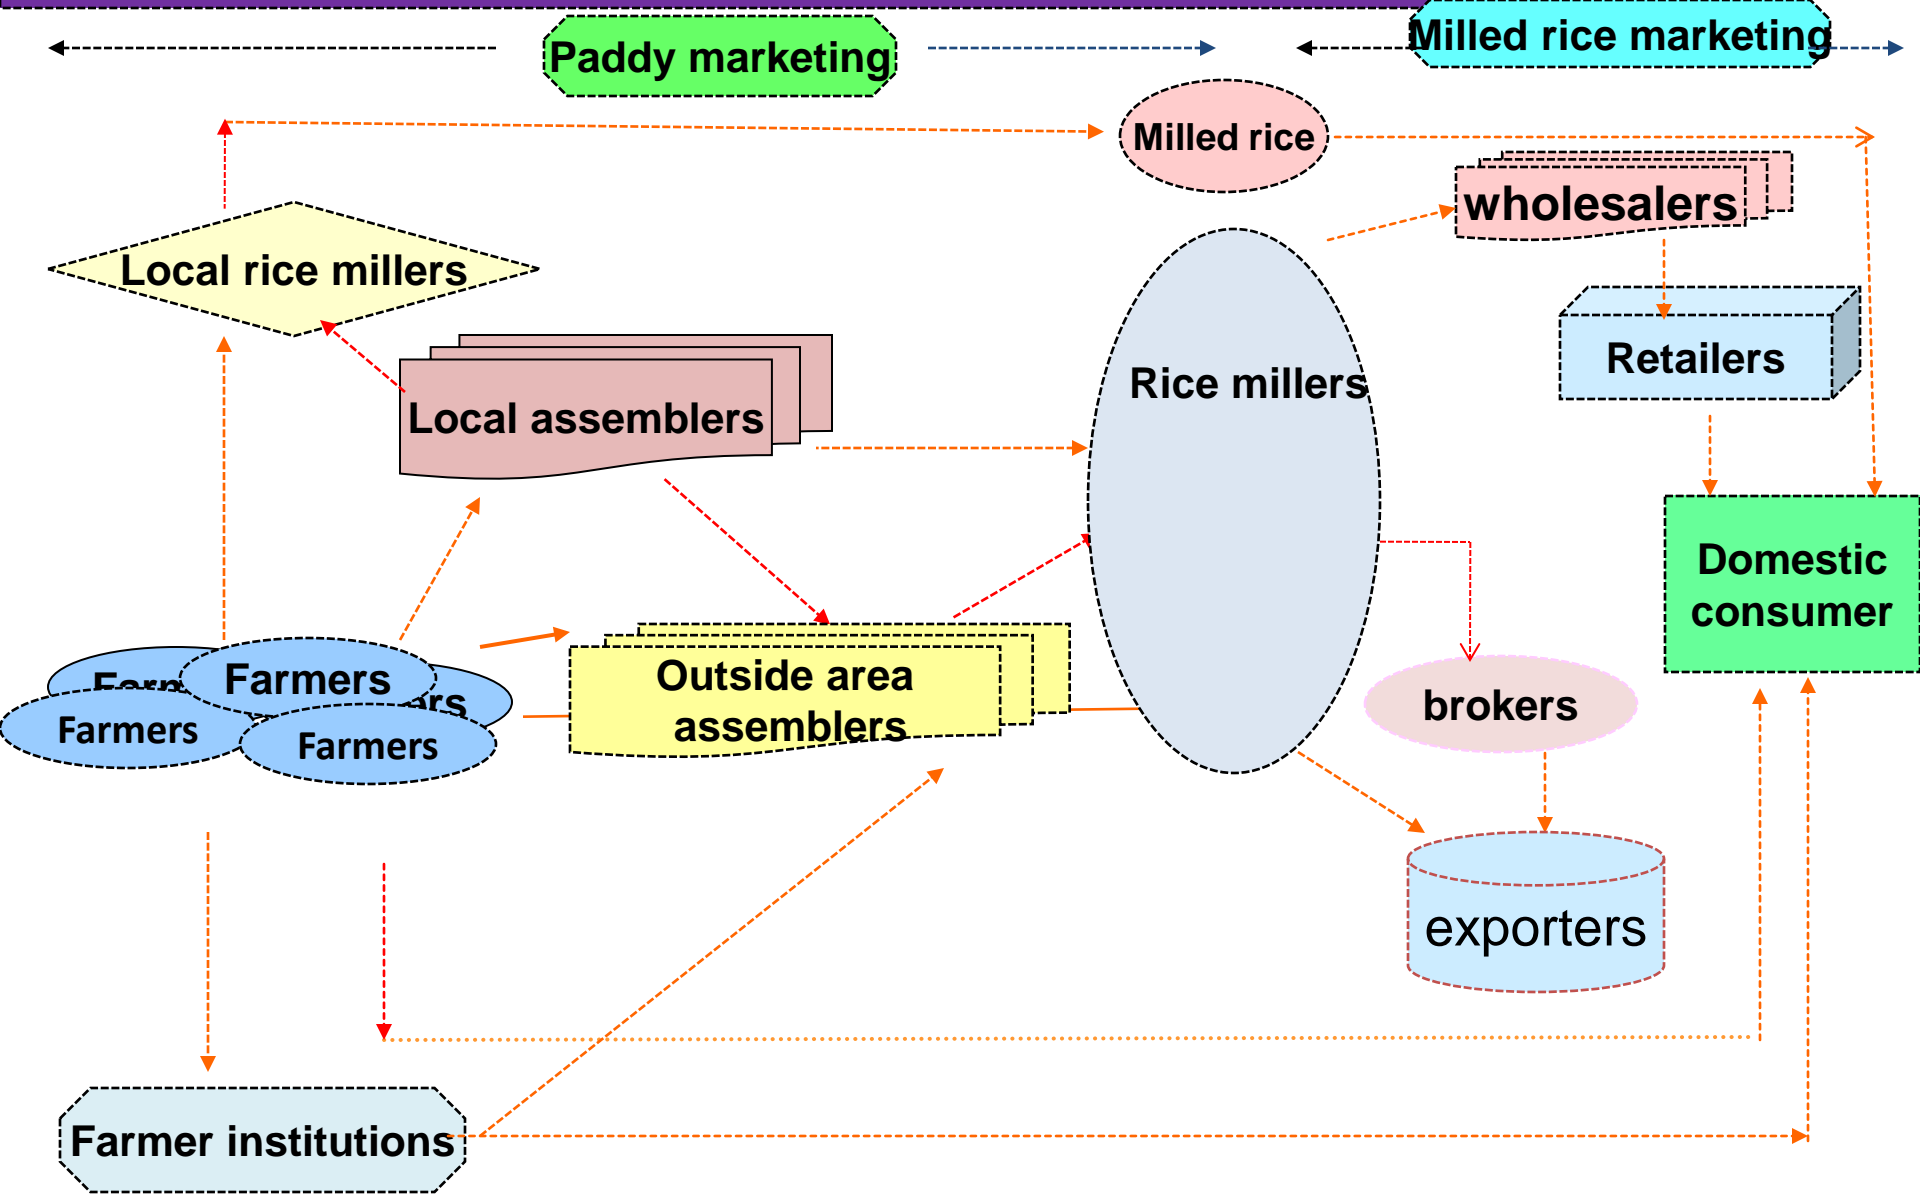 Paddy marketing
Milled rice marketing
Milled rice
wholesalers
Local rice millers
Retailers
Rice millers
Local assemblers
Domestic
consumer
Farmers
Farmers
Farmers
Outside area
assemblers
brokers
exporters
Farmer institutions